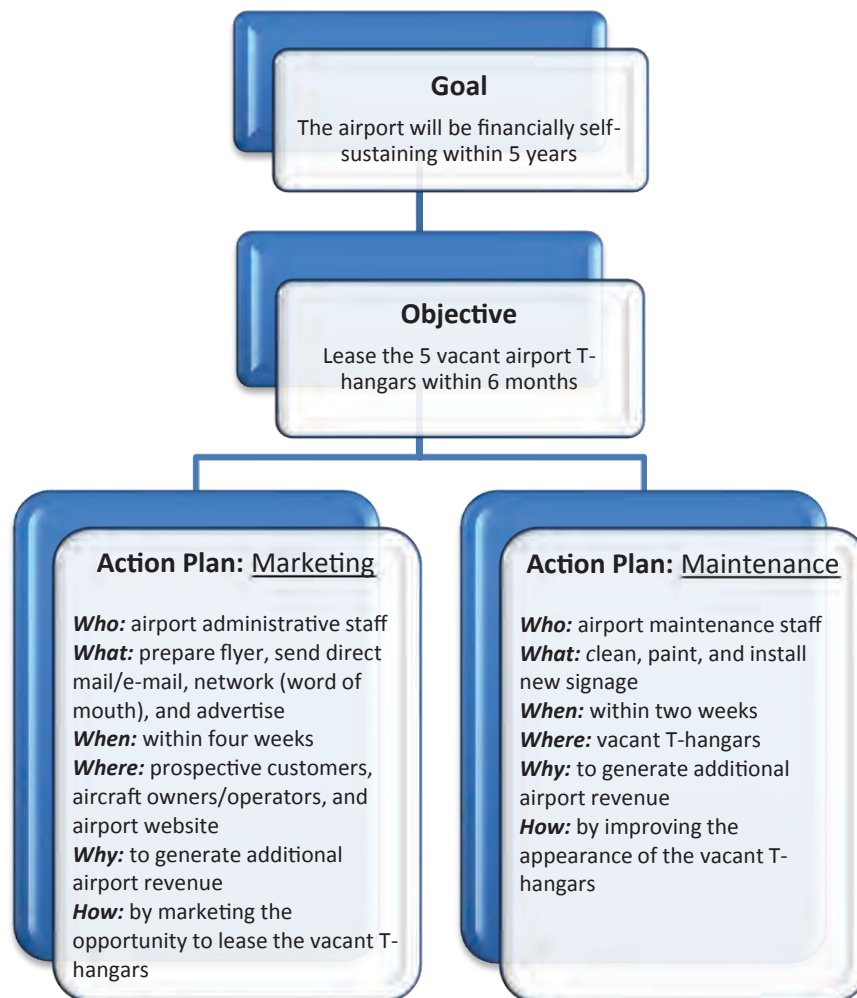 Goal
The airport will be financially self-
sustaining within 5 years
Objective
Lease the 5 vacant airport T-
hangars within 6 months
Action Plan: Marketing
Who: airport administrative staff
What: prepare flyer, send direct
mail/e-mail, network (word of
mouth), and advertise
When: within four weeks
Where: prospective customers,
aircraft owners/operators, and
airport website
Why: to generate additional
airport revenue
How: by marketing the
opportunity to lease the vacant T-
hangars
Action Plan: Maintenance
Who: airport maintenance staff
What: clean, paint, and install
new signage
When: within two weeks
Where: vacant T-hangars
Why: to generate additional
airport revenue
How: by improving the
appearance of the vacant T-
hangars